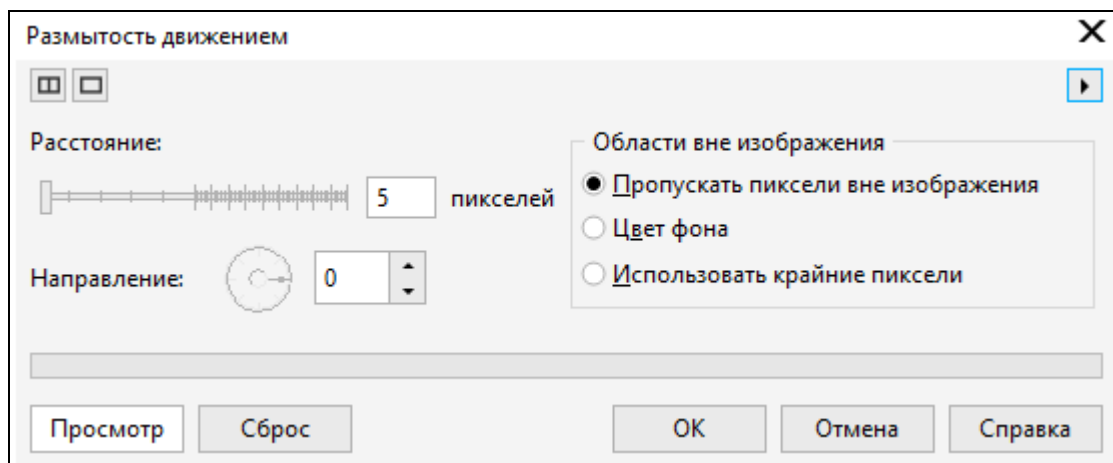 Размытость движением
Расстояние:
5 пикселей
Направление: 0
Области вне изображения
Пропускать пиксели вне изображения
Цвет фона
Использовать крайние пиксели
Просмотр Сброс ОК Отмена Справка